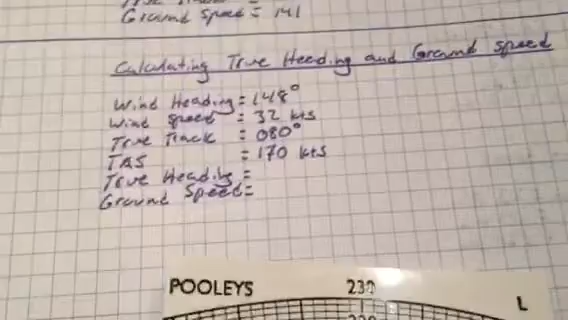 Ground Speed = 141
Calculating True Heading and Ground Speed
Wind Heading = 148°
Wind Speed = 32 kts
True Track = 080°
TAS = 170 kts
True Heading =
Ground Speed =
POOLEYS 230 L